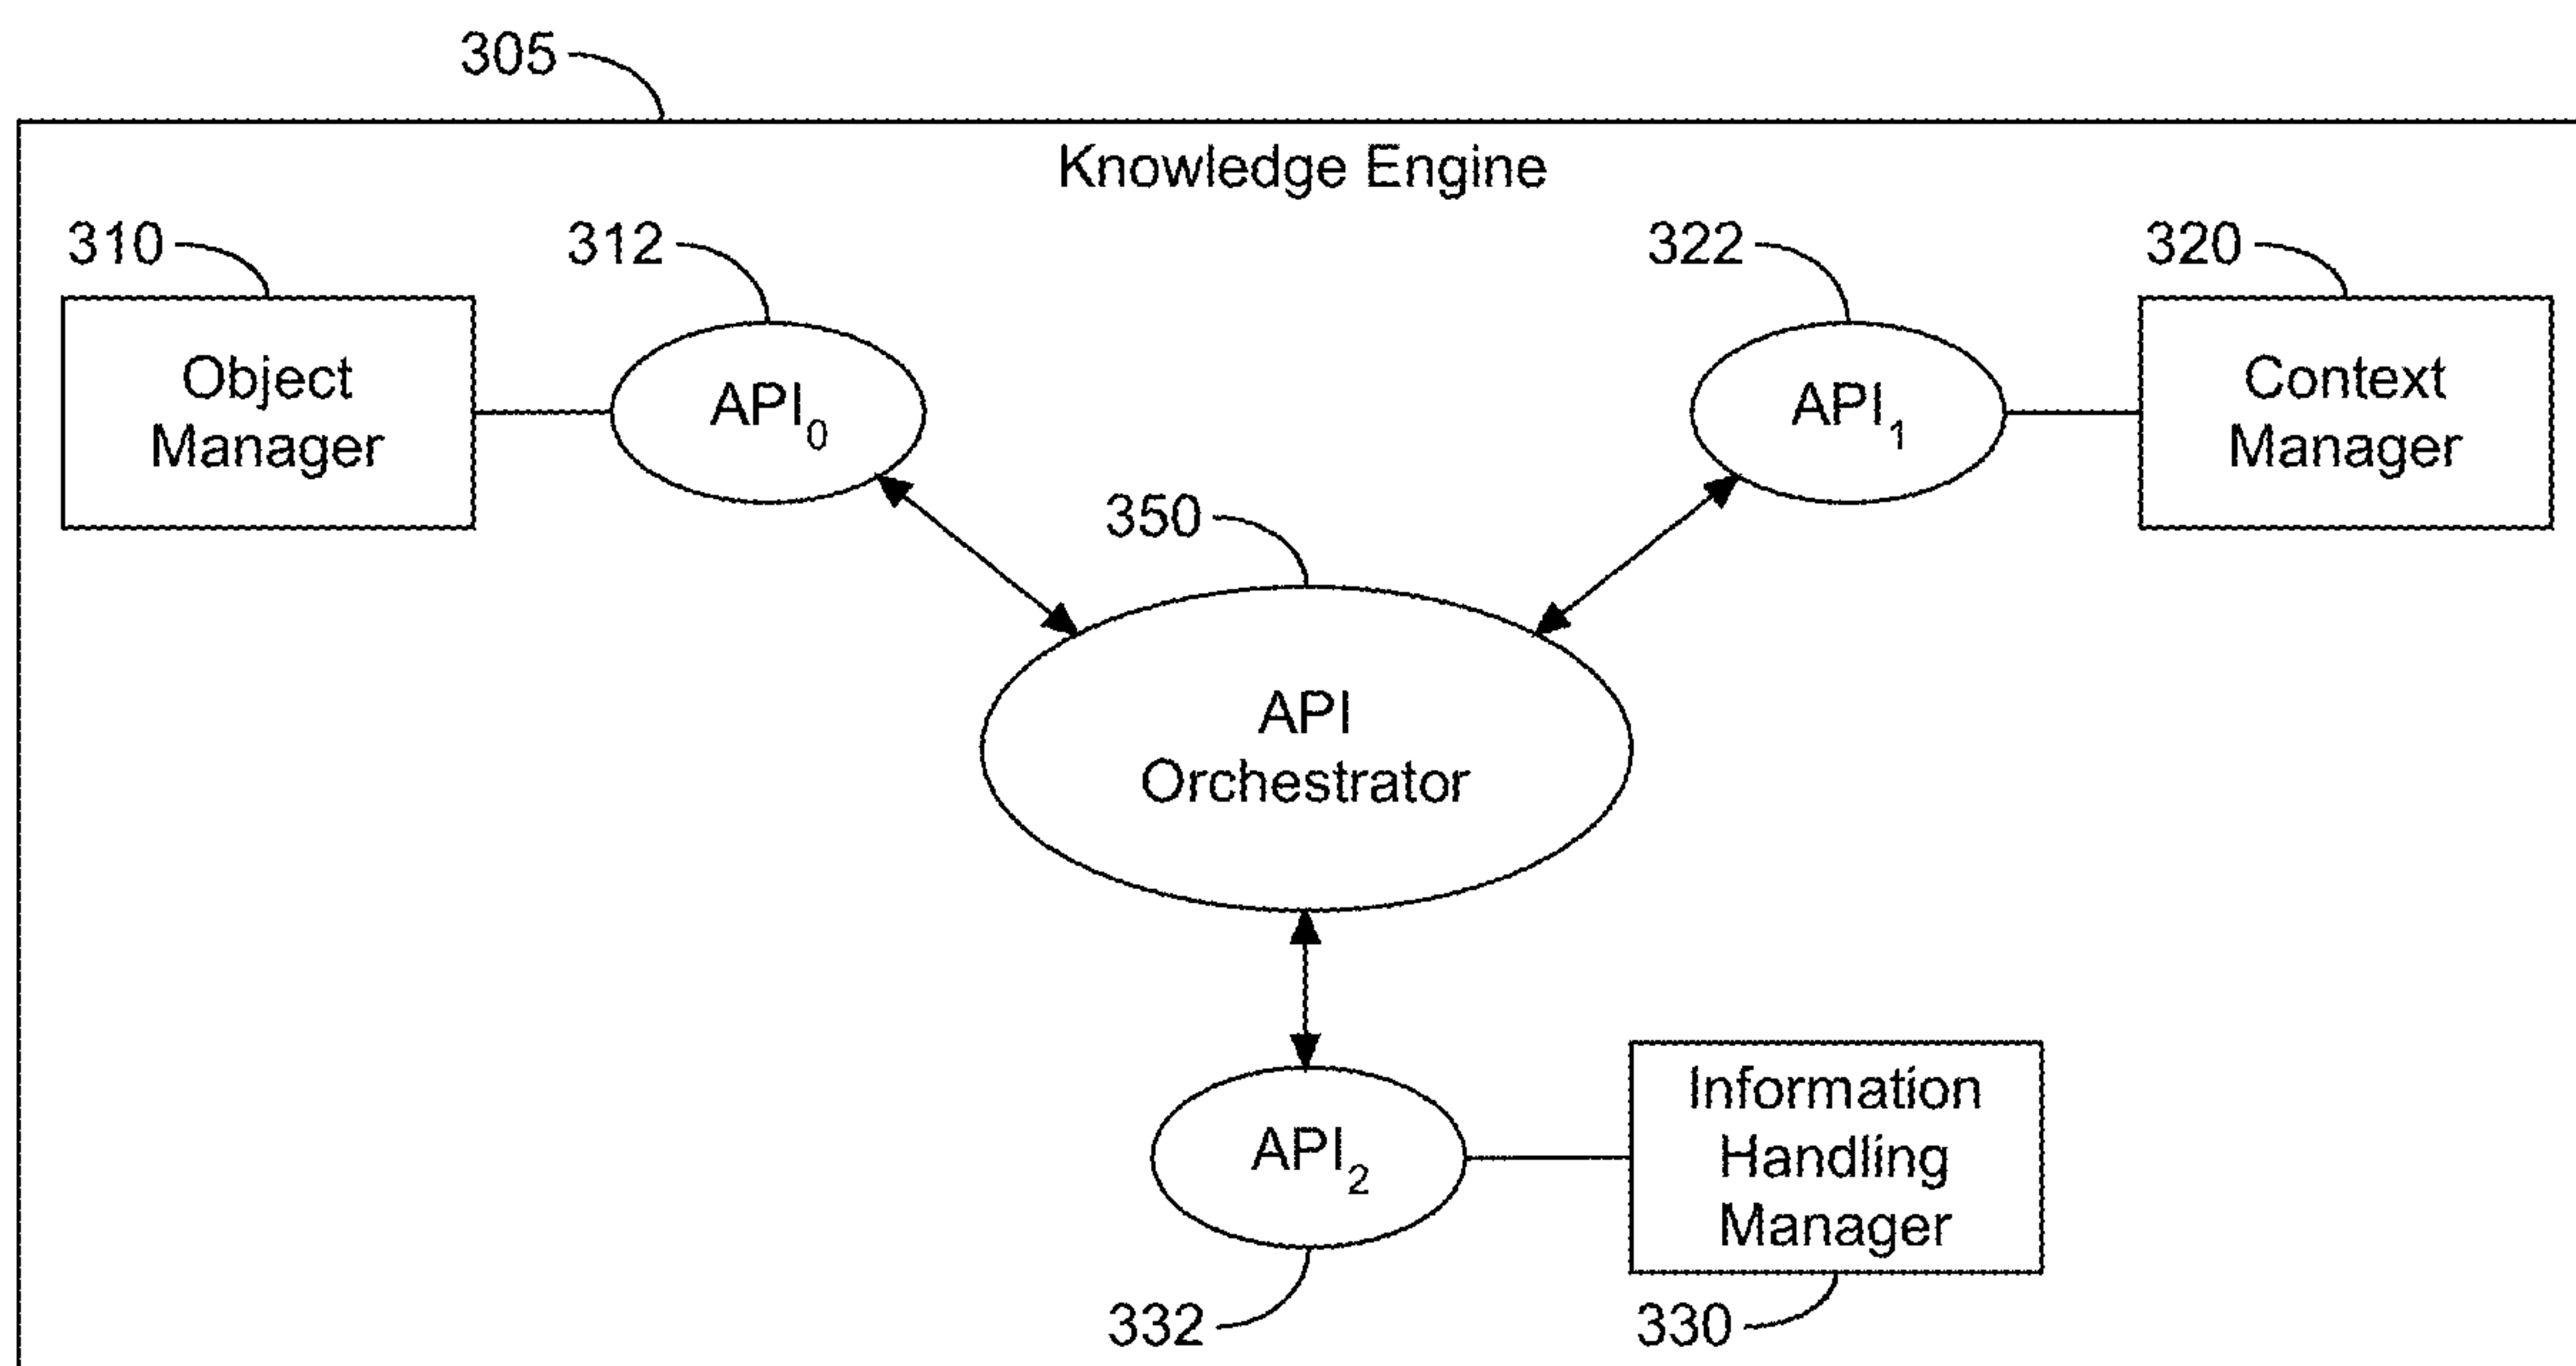 305
Knowledge Engine
310
312
322
320
Object
Manager
API₀
API₁
Context
Manager
350
API
Orchestrator
API₂
Information
Handling
Manager
332
330